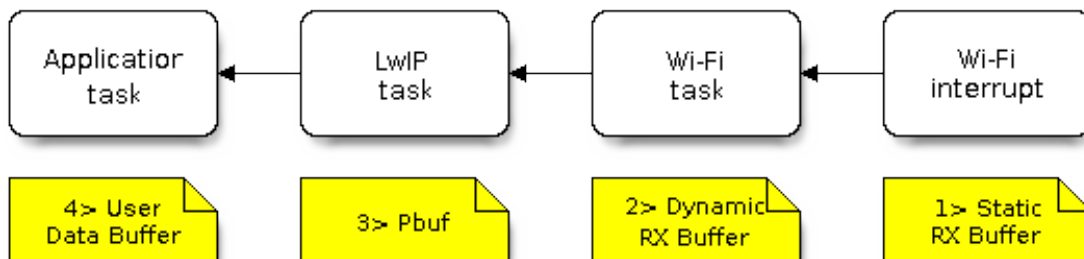 Application
task
LwIP
task
Wi-Fi
task
Wi-Fi
interrupt
4> User
Data Buffer
3> Pbuf
2> Dynamic
RX Buffer
1> Static
RX Buffer